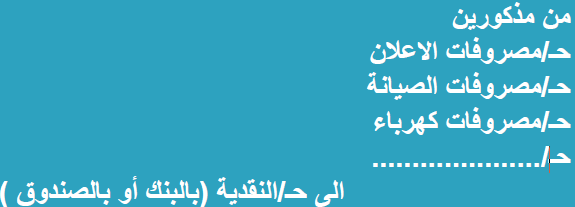 من مذكورين
حـ/مصروفات الاعلان
حـ/مصروفات الصيانة
حـ/مصروفات كهرباء
حـ/.....................
الى حـ/النقدية (بالبنك أو بالصندوق )